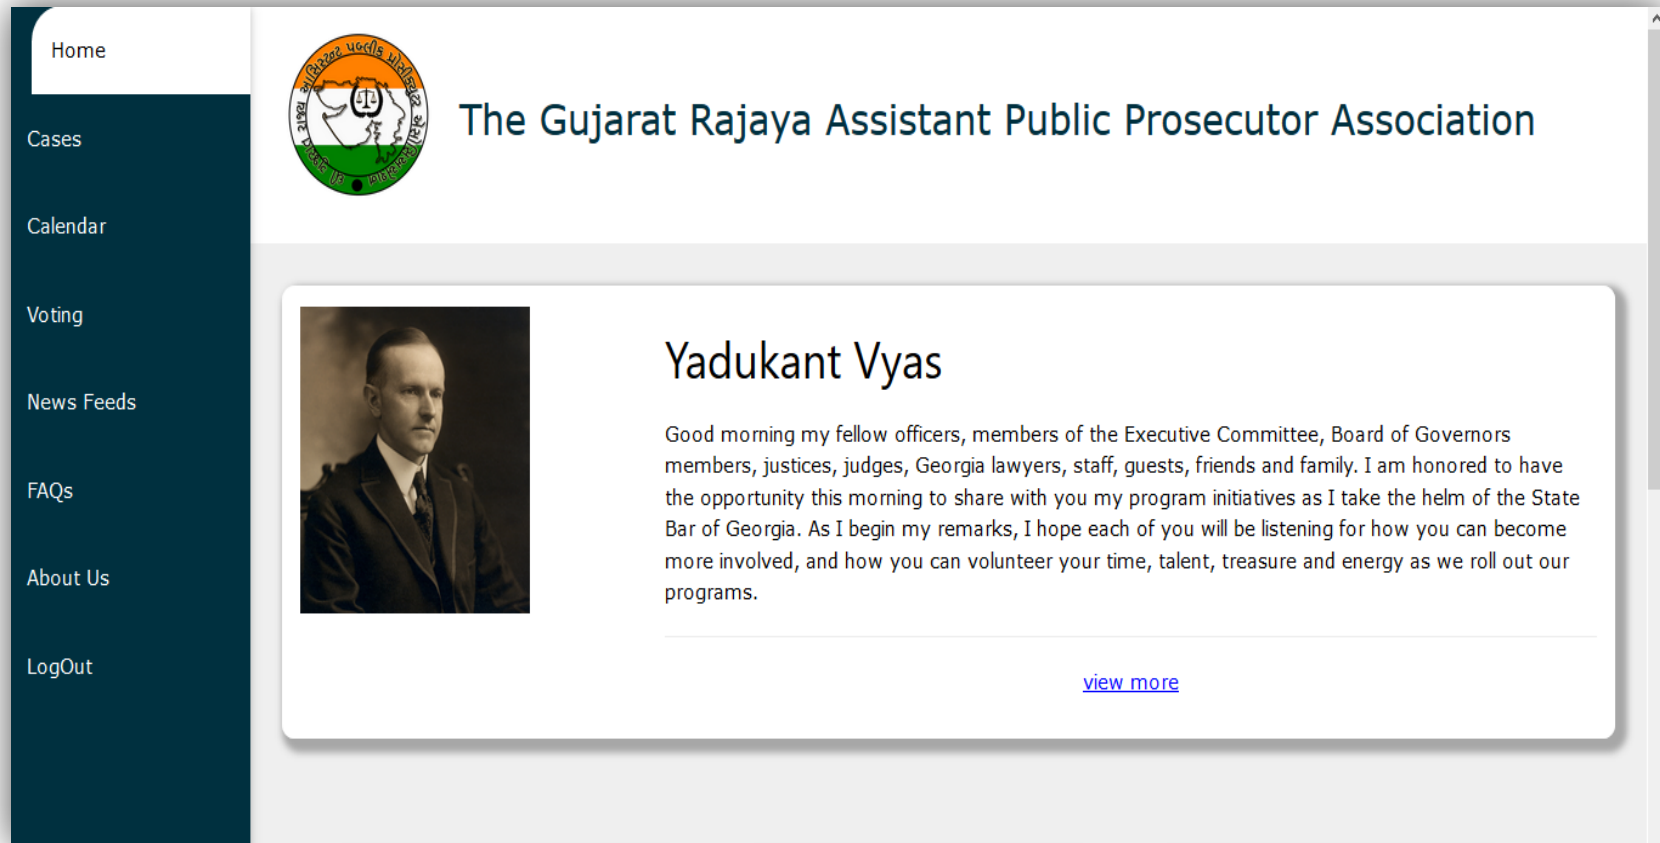 Home
Cases
Calendar
Voting
News Feeds
FAQs
About Us
LogOut
The Gujarat Rajaya Assistant Public Prosecutor Association
Yadukant Vyas
Good morning my fellow officers, members of the Executive Committee, Board of Governors
members, justices, judges, Georgia lawyers, staff, guests, friends and family. I am honored to have
the opportunity this morning to share with you my program initiatives as I take the helm of the State
Bar of Georgia. As I begin my remarks, I hope each of you will be listening for how you can become
more involved, and how you can volunteer your time, talent, treasure and energy as we roll out our
programs.
view more